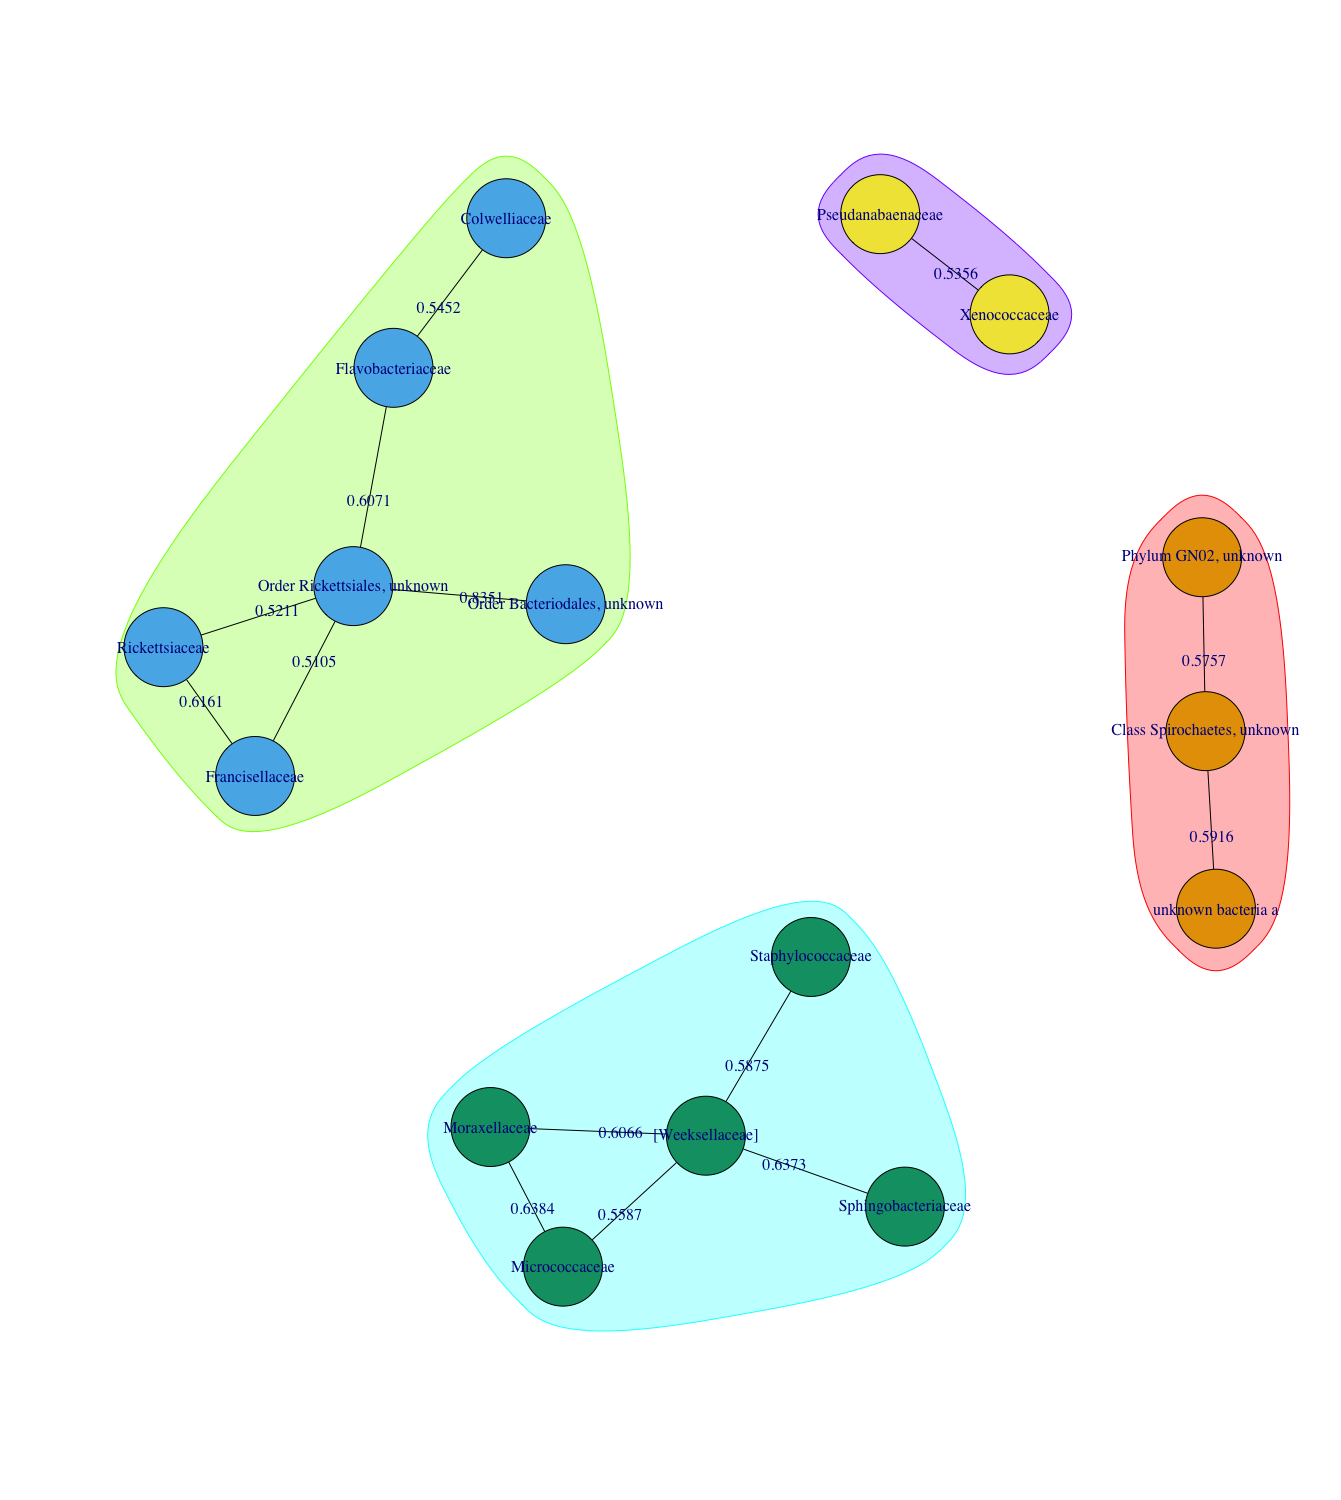 Pseudanabaenaceae
Colwelliaceae
0.5356
0.5452
Xenococcaceae
Flavobacteriaceae
0.6071
Phylum GN02, unknown
Order Rickettsiales, unknown
0.8351
Order Bacteriodales, unknown
0.5211
Rickettsiaceae
0.5105
0.5757
0.6161
Class Spirochaetes, unknown
Francisellaceae
0.5916
unknown bacteria a
Staphylococcaceae
0.5875
Moraxellaceae
0.6066
[Weeksellaceae]
0.6373
Sphingobacteriaceae
0.6384
0.5587
Micrococcaceae